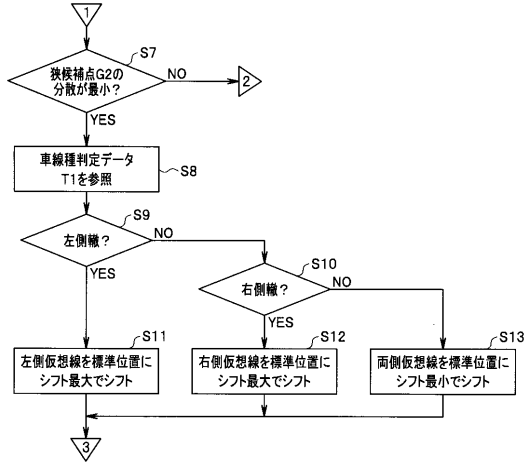 1
S7
狭候補点G2の
分散が最小？
NO
2
YES
車線種判定データ
T1を参照
S8
S9
左側轍？
NO
YES
S10
右側轍？
NO
YES
S11
左側仮想線を標準位置に
シフト最大でシフト
S12
右側仮想線を標準位置に
シフト最大でシフト
S13
両側仮想線を標準位置に
シフト最小でシフト
3